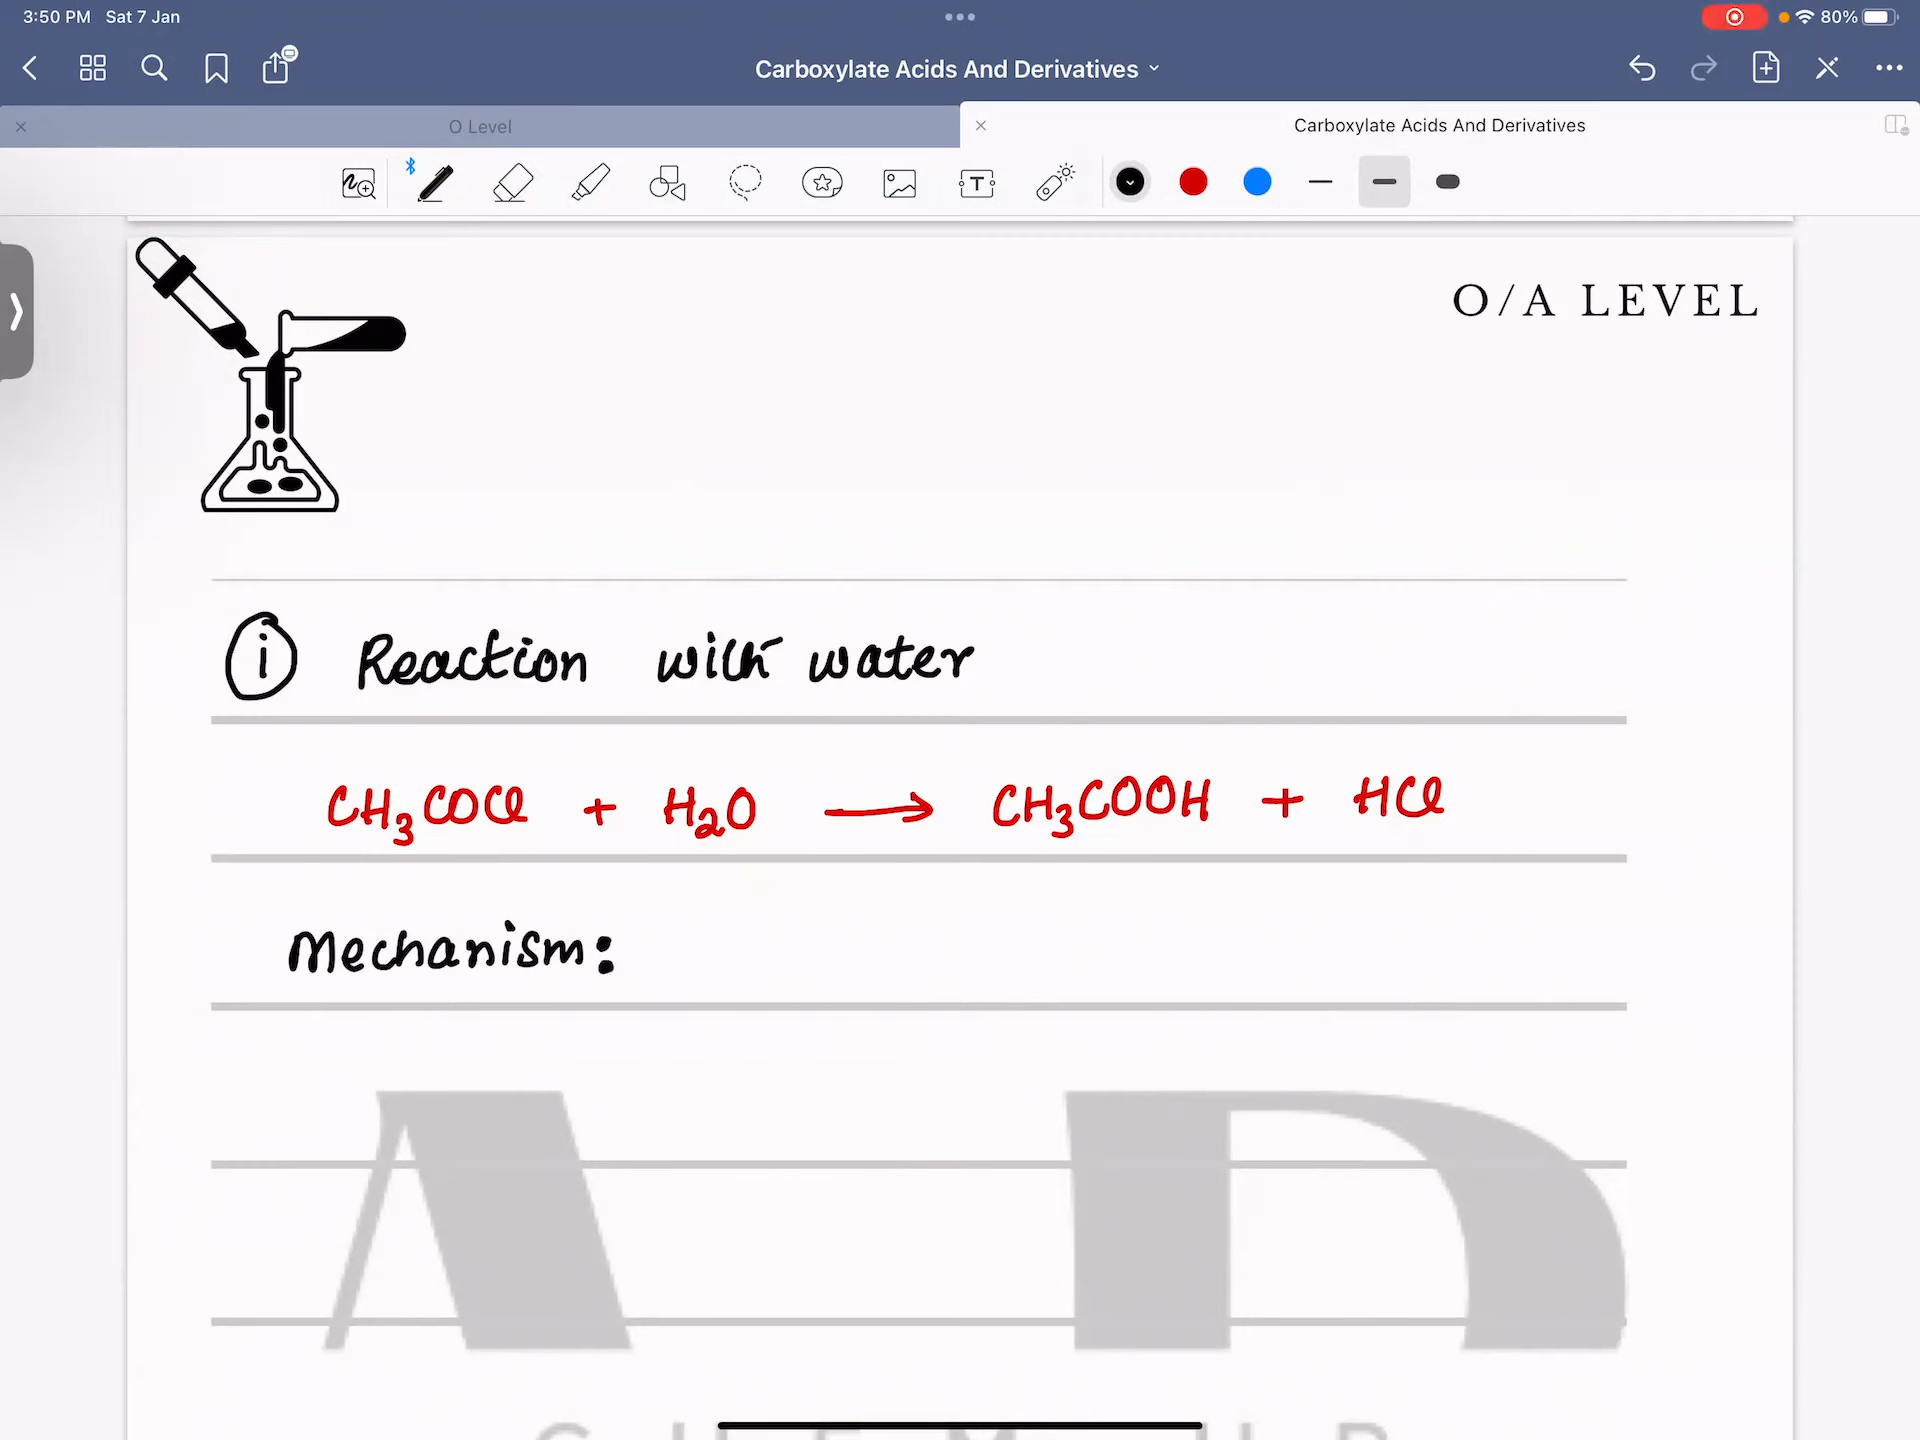 3:50 PM Sat 7 Jan
80%
Carboxylate Acids And Derivatives
O Level
Carboxylate Acids And Derivatives
T
O/A LEVEL
i Reaction with water
CH3COCl + H2O → CH3COOH + HCl
Mechanism: